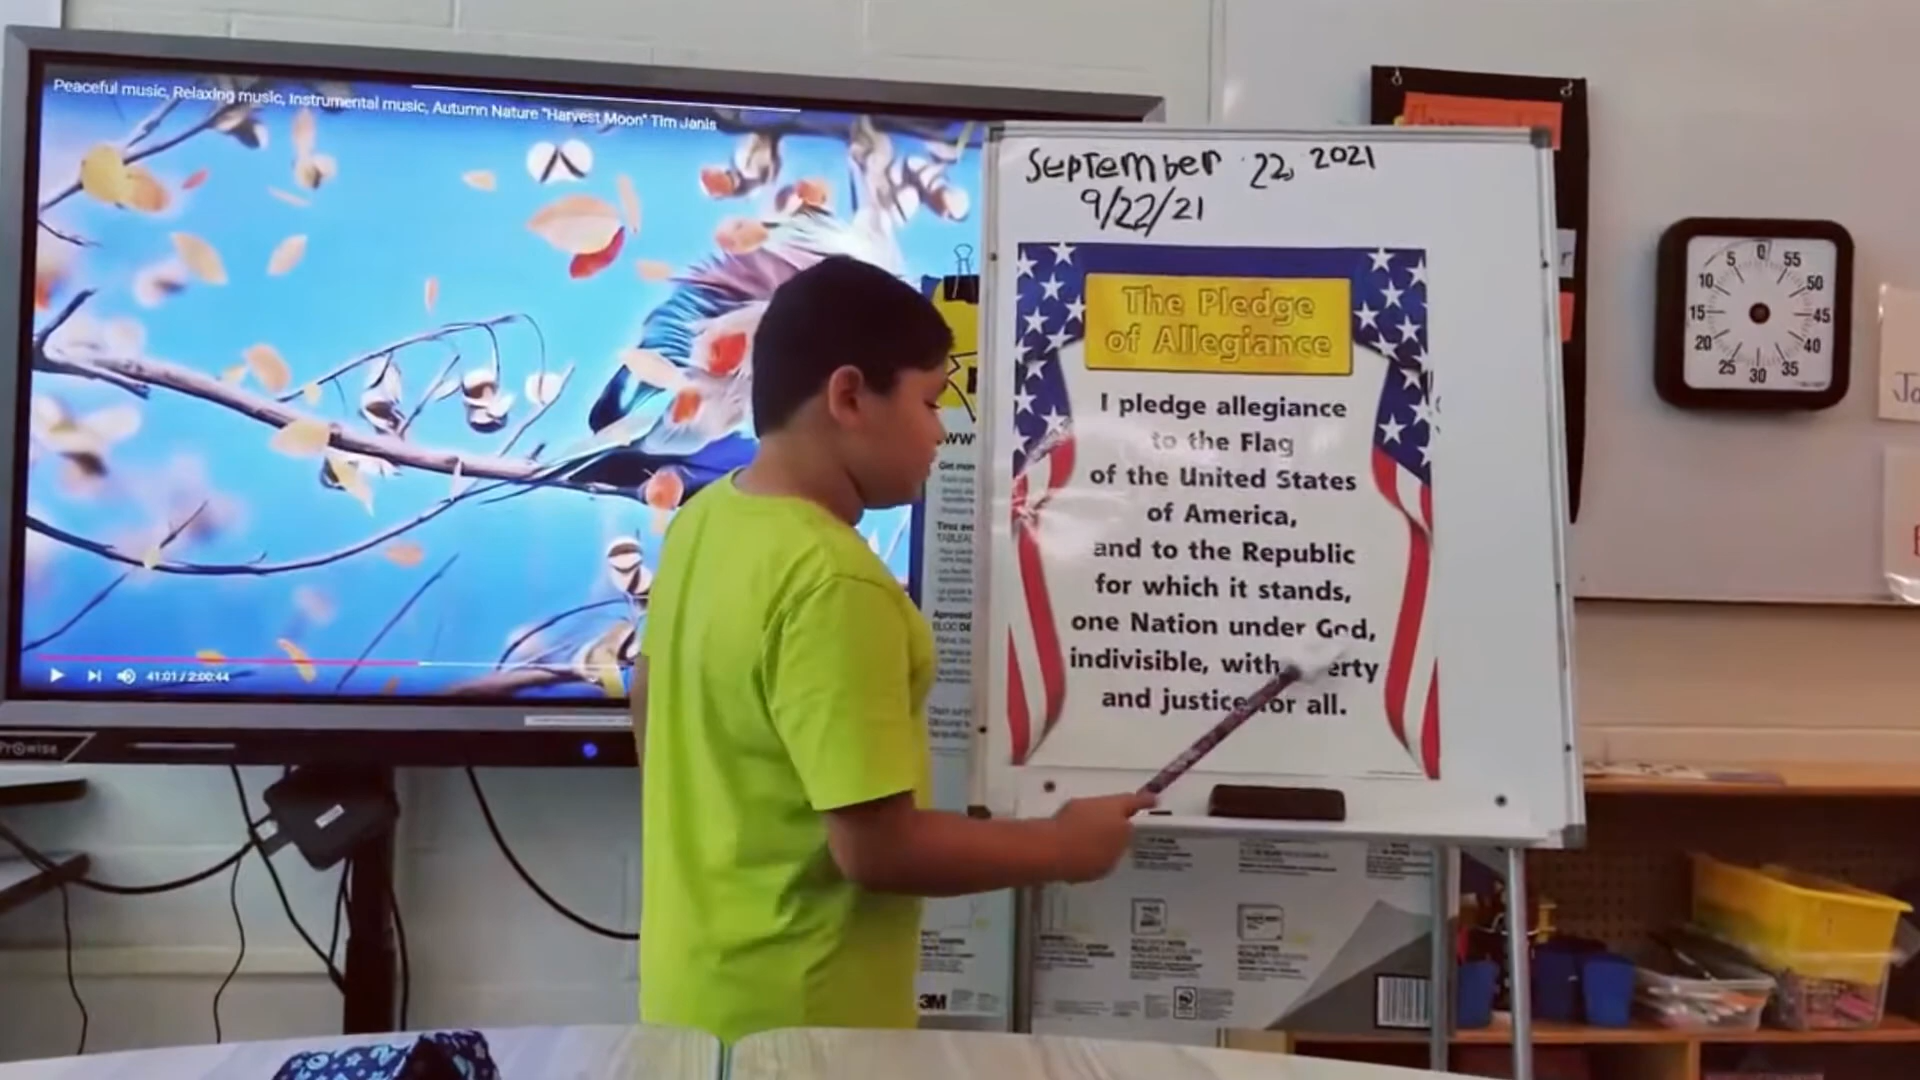 Peaceful music, Relaxing music, Instrumental music, Autumn Nature "Harvest Moon" Tim Janis
41:01 / 2:00:44
Prowise
September 22, 2021
9/22/21
The Pledge
of Allegiance
I pledge allegiance
to the Flag
of the United States
of America,
and to the Republic
for which it stands,
one Nation under God,
indivisible, with erty
and justice for all.
0
55
50
45
40
35
30
25
20
15
10
5
3M